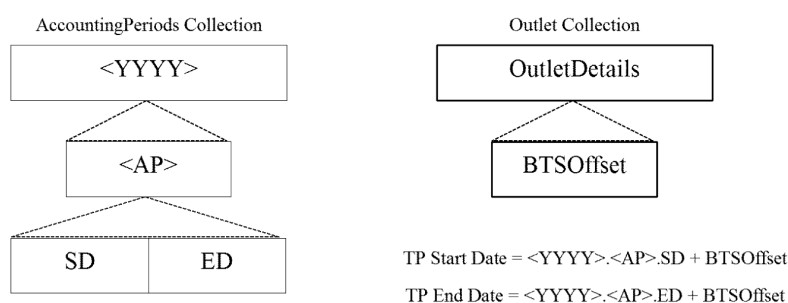 AccountingPeriods Collection
<YYYY>
<AP>
SD
ED
Outlet Collection
OutletDetails
BTSOffset
TP Start Date = <YYYY>.<AP>.SD + BTSOffset
TP End Date = <YYYY>.<AP>.ED + BTSOffset